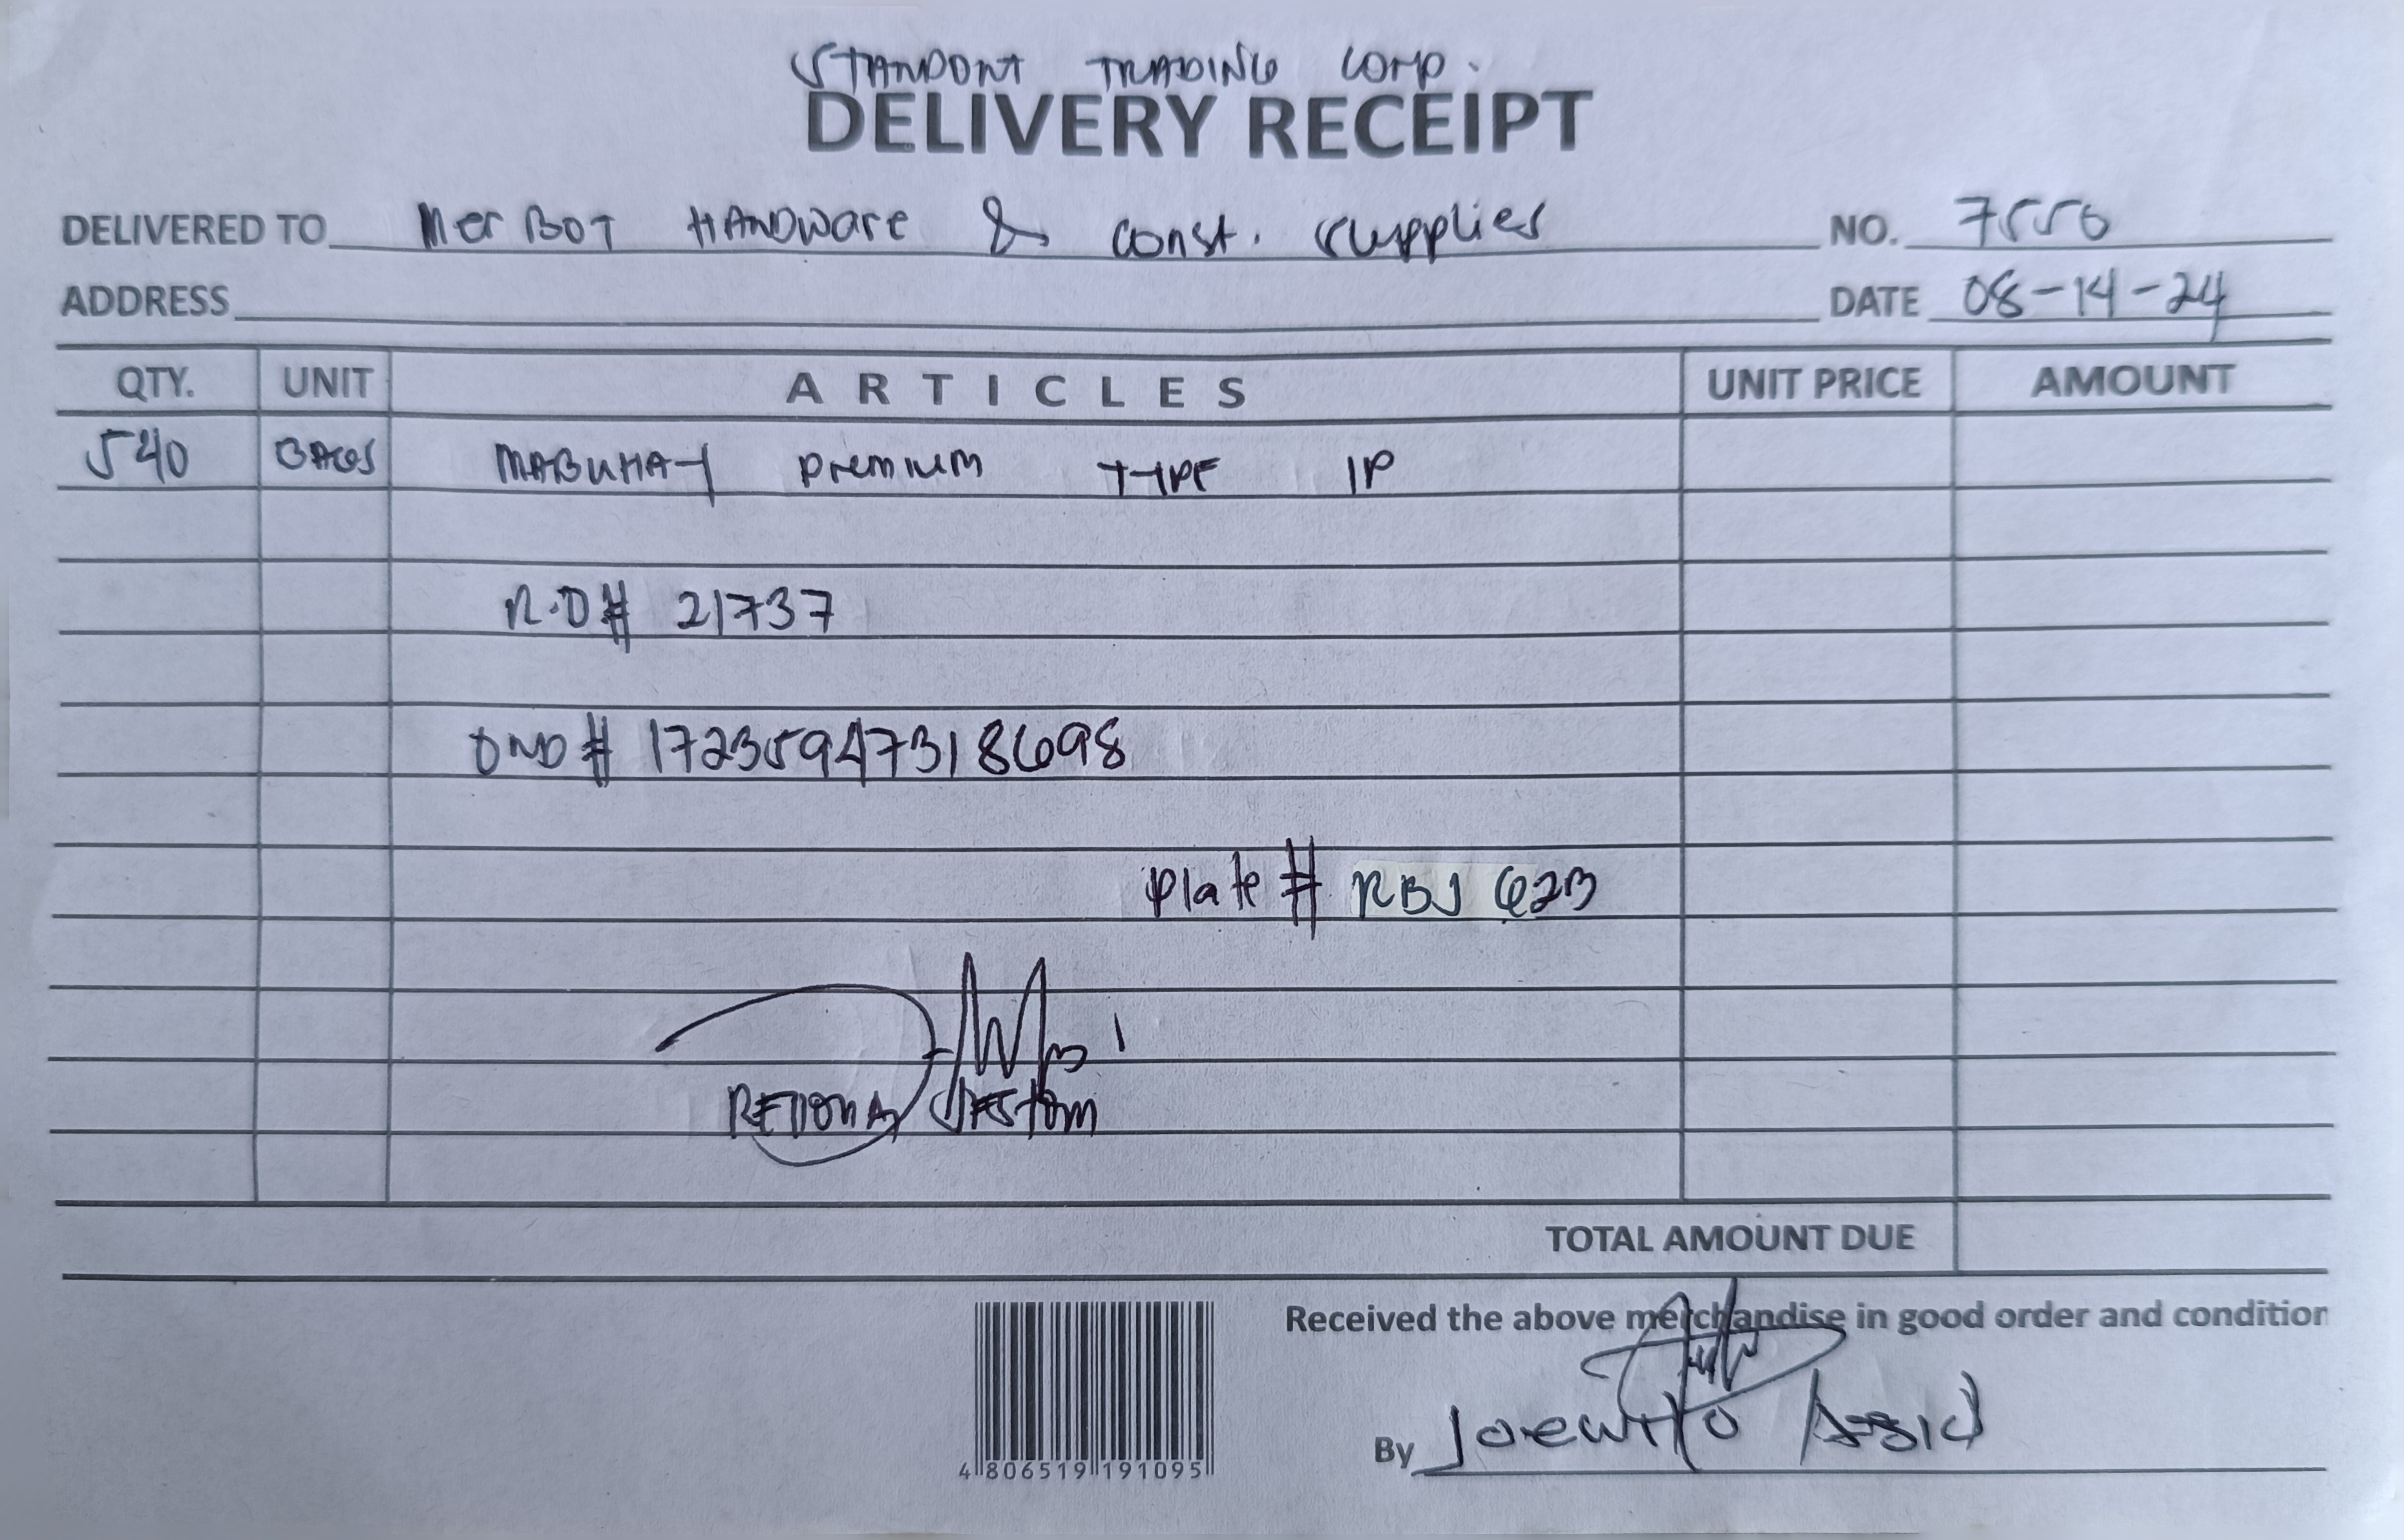 STANDONT TRADING CORP.
DELIVERY RECEIPT
DELIVERED TO Mer BOT HARDWare & const. supplies NO. 7550
ADDRESS DATE 08-14-24
QTY. UNIT ARTICLES UNIT PRICE AMOUNT
540 BAGS MABUHAY premium TYPE IP
R.O# 21737
# 1723594731 8698
Plate # RBJ 623
TOTAL AMOUNT DUE
Received the above merchandise in good order and condition
By
4 806519 191095